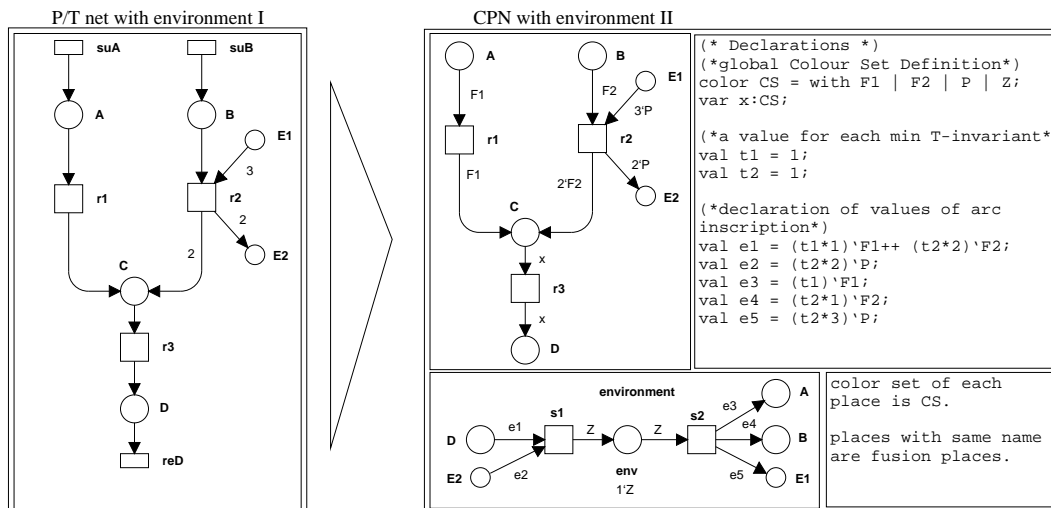 P/T net with environment I
suA
suB
A
B
E1
3
r1
r2
2
E2
2
C
r3
D
reD
CPN with environment II
A
B
E1
F1
F2
3‘P
r1
r2
2‘P
F1
2‘F2
E2
C
x
r3
x
D
(* Declarations *)
(*global Colour Set Definition*)
color CS = with F1 | F2 | P | Z;
var x:CS;
(*a value for each min T-invariant*
val t1 = 1;
val t2 = 1;
(*declaration of values of arc
inscription*)
val e1 = (t1*1)‘F1++ (t2*2)‘F2;
val e2 = (t2*2)‘P;
val e3 = (t1)‘F1;
val e4 = (t2*1)‘F2;
val e5 = (t2*3)‘P;
environment
A
s1
s2
e3
D
e1
Z
Z
e4
B
E2
e2
env
e5
E1
1‘Z
color set of each
place is CS.
places with same name
are fusion places.